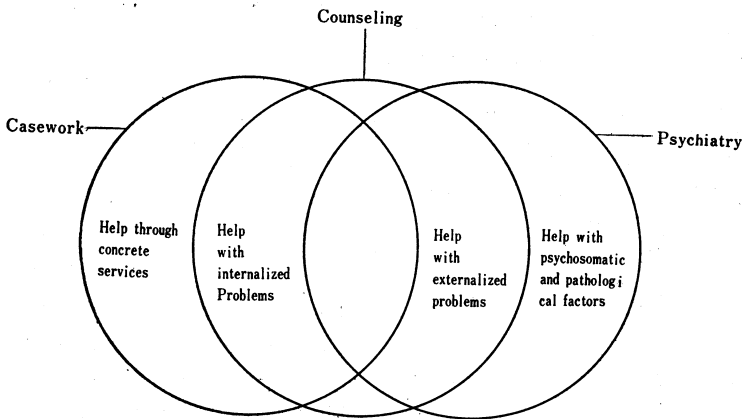 Counseling
Casework
Psychiatry
Help through
concrete
services
Help
with
internalized
Problems
Help
with
externalized
problems
Help with
psychosomatic
and pathologi
cal factors